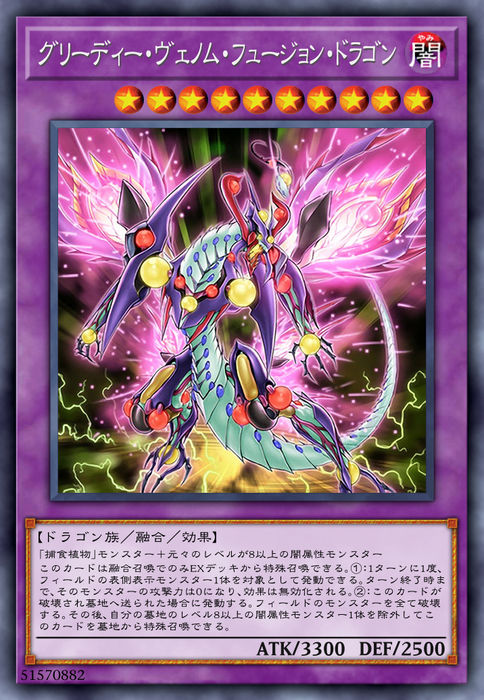 グリーディー・ヴェノム・フュージョン・ドラゴン
やみ
闇
【ドラゴン族／融合／効果】
「捕食植物」モンスター＋元々のレベルが8以上の闇属性モンスター
このカードは融合召喚でのみEXデッキから特殊召喚できる。①:1ターンに1度、
フィールドの表側表示モンスター1体を対象として発動できる。ターン終了時ま
で、そのモンスターの攻撃力は0になり、効果は無効化される。②:このカードが
破壊され墓地へ送られた場合に発動する。フィールドのモンスターを全て破壊
する。その後、自分の墓地のレベル8以上の闇属性モンスター1体を除外してこ
のカードを墓地から特殊召喚できる。
ATK/3300 DEF/2500
51570882